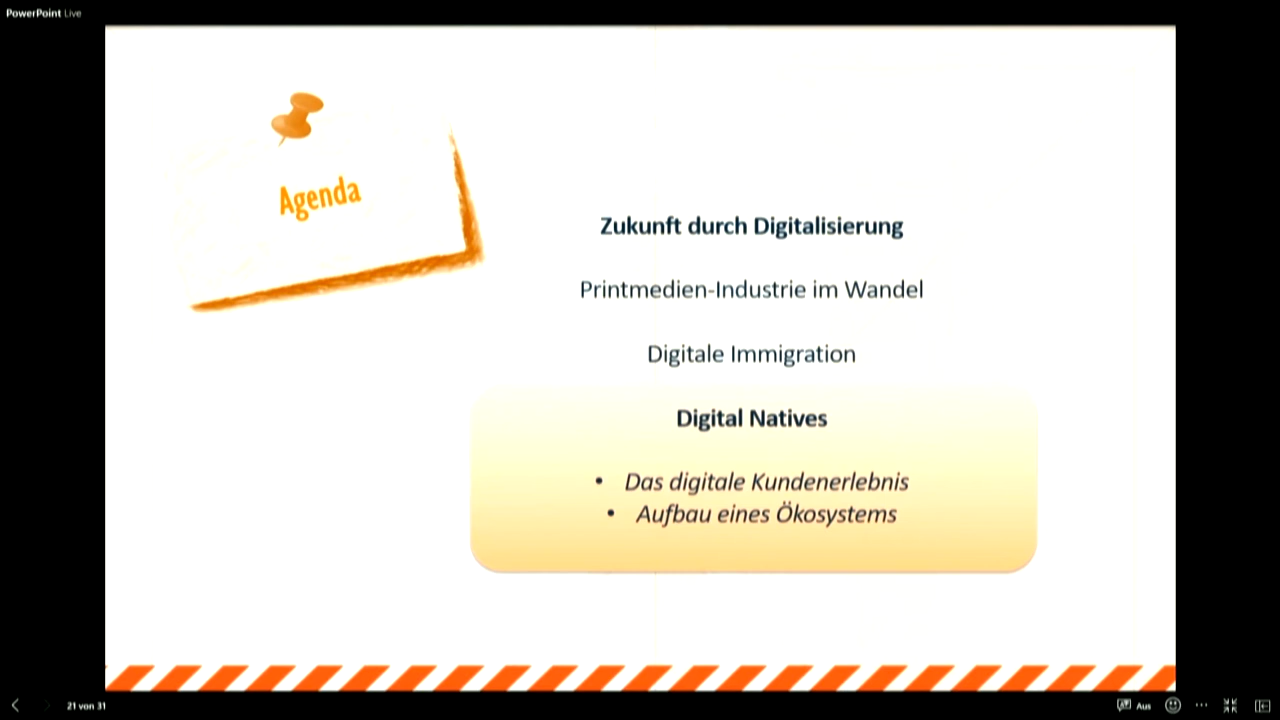 PowerPoint Live
Agenda
Zukunft durch Digitalisierung
Printmedien-Industrie im Wandel
Digitale Immigration
Digital Natives
• Das digitale Kundenerlebnis
• Aufbau eines Ökosystems
21 von 31
Aus